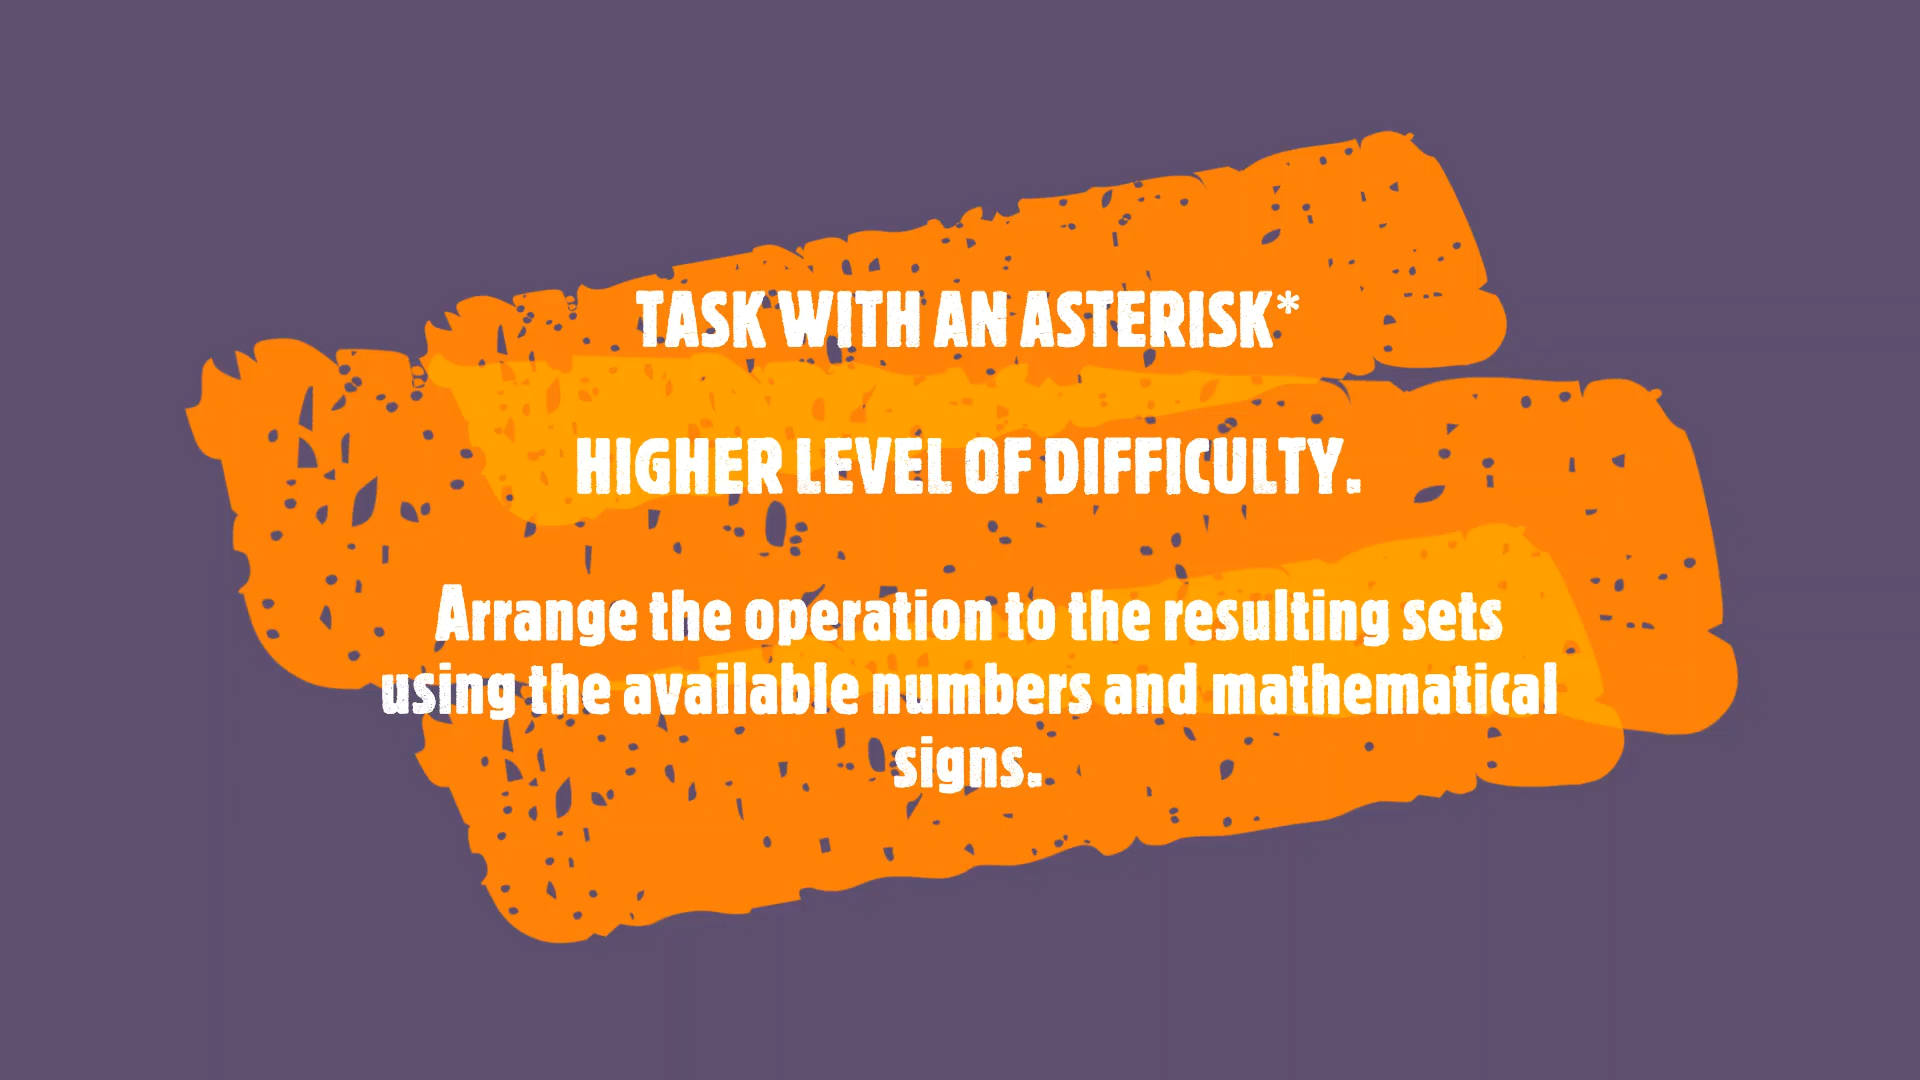 TASK WITH AN ASTERISK*
HIGHER LEVEL OF DIFFICULTY.
Arrange the operation to the resulting sets
using the available numbers and mathematical
signs.